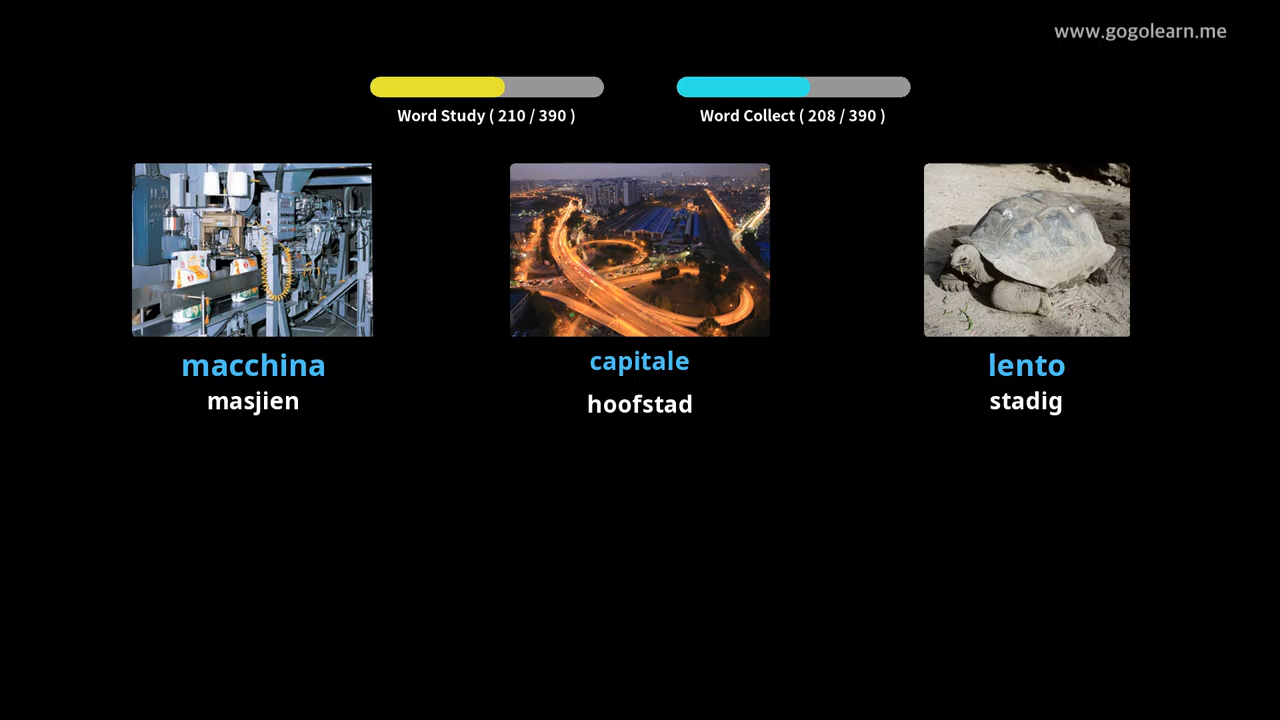 www.gogolearn.me
Word Study ( 210 / 390 )
Word Collect ( 208 / 390 )
macchina
masjien
capitale
hoofstad
lento
stadig